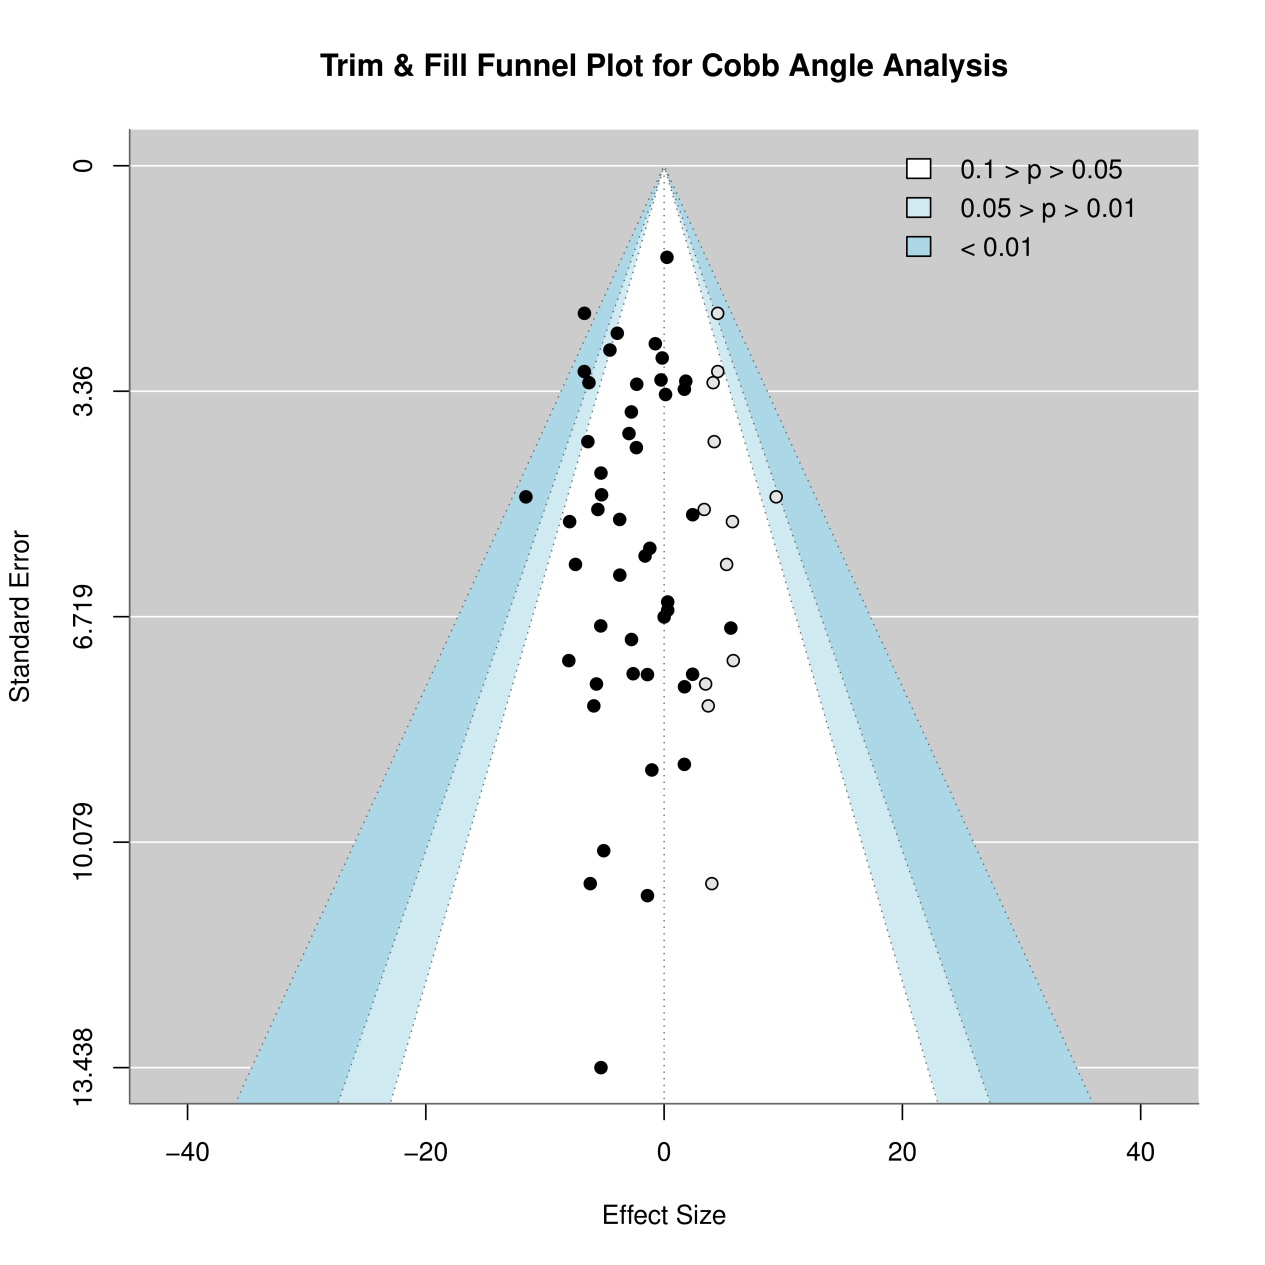 Trim & Fill Funnel Plot for Cobb Angle Analysis
0.1 > p > 0.05
0.05 > p > 0.01
< 0.01
Standard Error
0
3.36
6.719
10.079
13.438
−40
−20
0
20
40
Effect Size